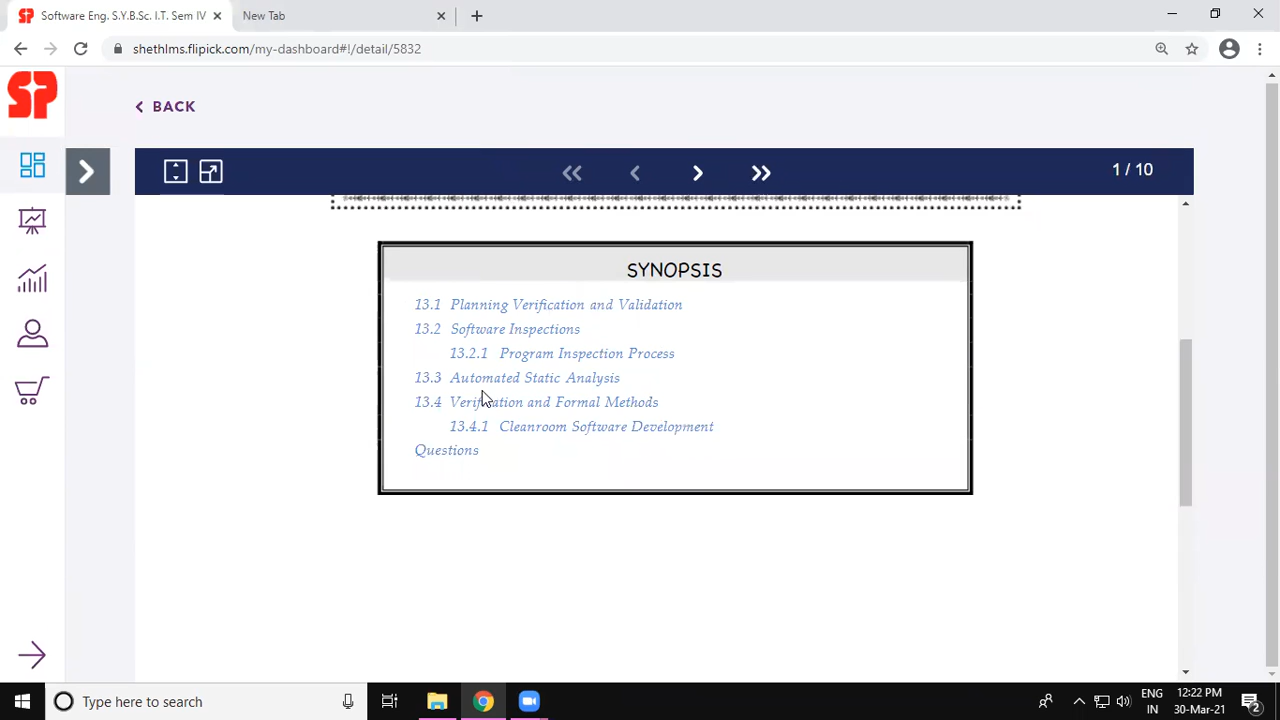 Software Eng. S.Y.B.Sc. I.T. Sem IV
New Tab
shethlms.flipick.com/my-dashboard#!/detail/5832
SP
BACK
1 / 10
SYNOPSIS
13.1 Planning Verification and Validation
13.2 Software Inspections
13.2.1 Program Inspection Process
13.3 Automated Static Analysis
13.4 Verification and Formal Methods
13.4.1 Cleanroom Software Development
Questions
Type here to search
ENG
IN
12:22 PM
30-Mar-21
2